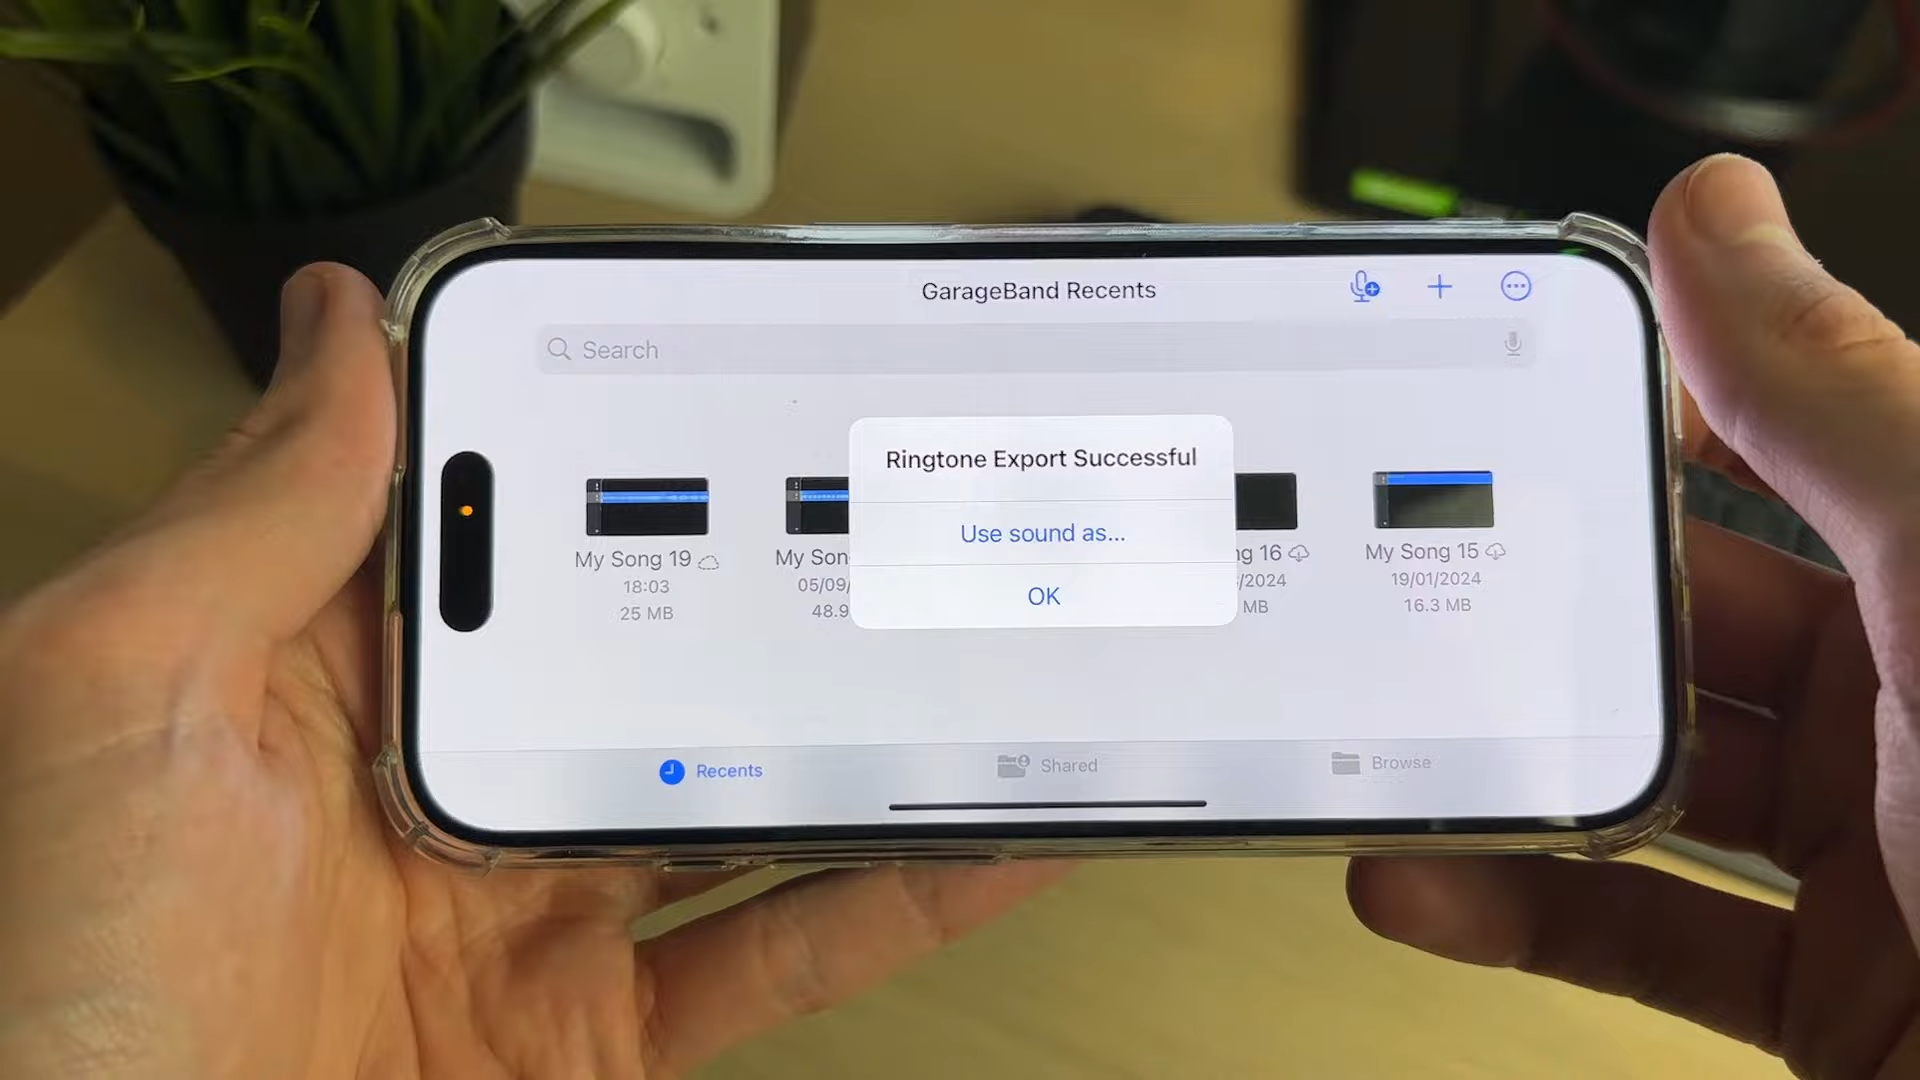 GarageBand Recents
Search
Ringtone Export Successful
Use sound as...
OK
My Song 19
18:03
25 MB
My Son
05/09/
48.9
ng 16
/2024
MB
My Song 15
19/01/2024
16.3 MB
Recents
Shared
Browse